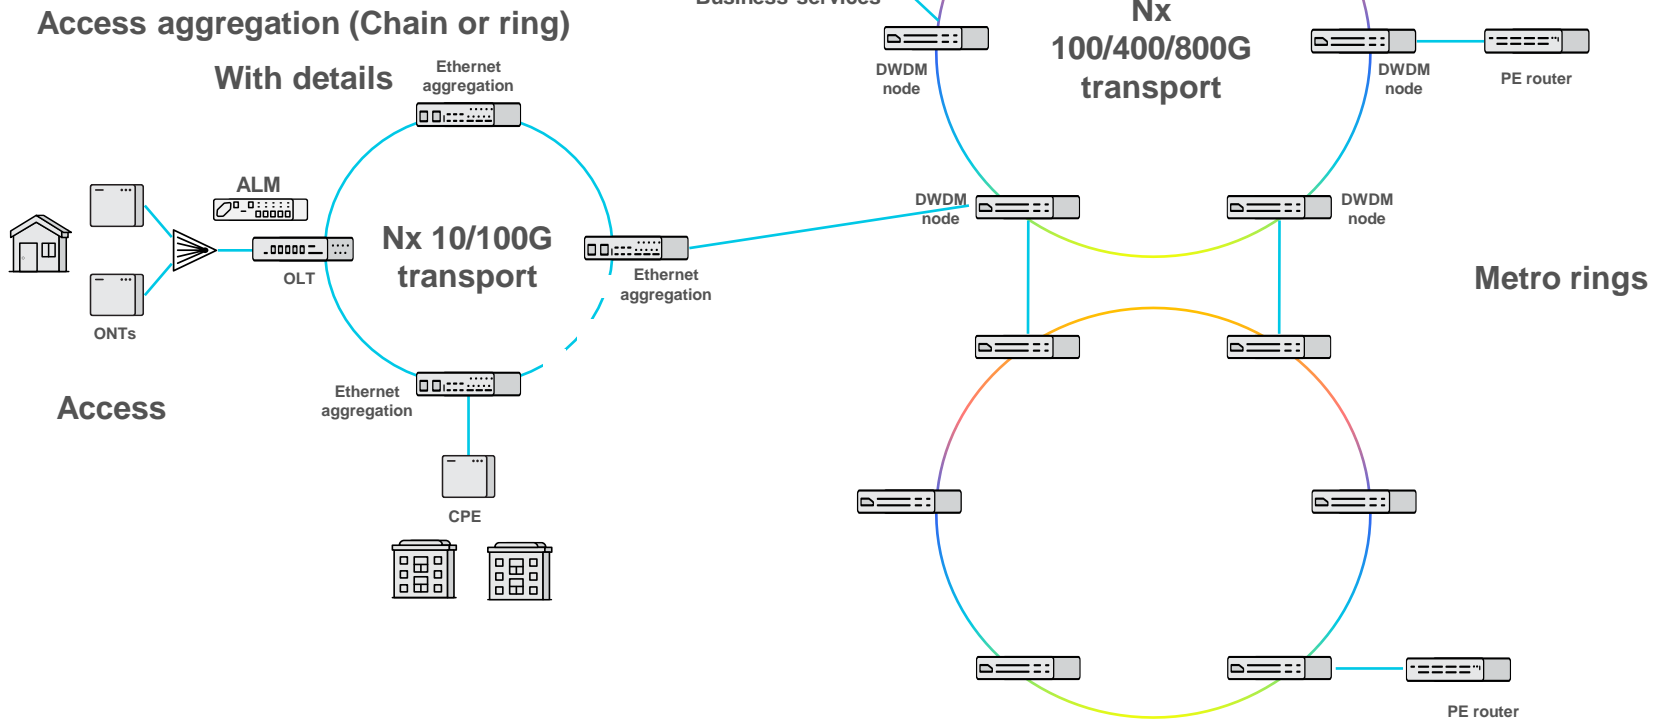 Business services
Access aggregation (Chain or ring)
With details
Ethernet
aggregation
ALM
OLT
ONTs
Nx 10/100G
transport
Ethernet
aggregation
Ethernet
aggregation
Access
CPE
Nx
100/400/800G
transport
DWDM
node
DWDM
node
PE router
DWDM
node
DWDM
node
Metro rings
PE router